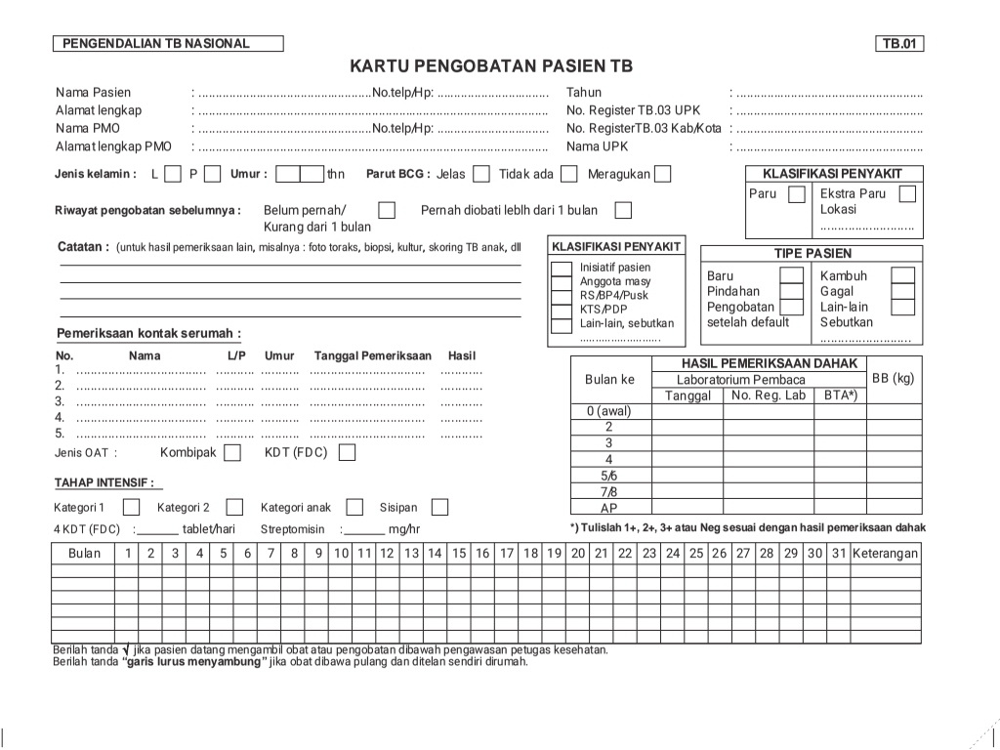 PENGENDALIAN TB NASIONAL
TB.01
KARTU PENGOBATAN PASIEN TB
Nama Pasien : ................................................... No.telp/Hp: ................................. Tahun : .......................................................
Alamat lengkap : ....................................................................................................... No. Register TB.03 UPK : .......................................................
Nama PMO : ................................................... No.telp/Hp: ................................. No. RegisterTB.03 Kab/Kota : .......................................................
Alamat lengkap PMO : ....................................................................................................... Nama UPK : .......................................................
Jenis kelamin : L P Umur : thn Parut BCG : Jelas Tidak ada Meragukan
KLASIFIKASI PENYAKIT
Paru Ekstra Paru
Lokasi
............................
Riwayat pengobatan sebelumnya : Belum pernah/ Pernah diobati leblh dari 1 bulan
Kurang dari 1 bulan
Catatan : (untuk hasil pemeriksaan lain, misalnya : foto toraks, biopsi, kultur, skoring TB anak, dll
KLASIFIKASI PENYAKIT
Inisiatif pasien
Anggota masy
RS/BP4/Pusk
KTS/PDP
Lain-lain, sebutkan
..........................
TIPE PASIEN
Baru Kambuh
Pindahan Gagal
Pengobatan Lain-lain
setelah default Sebutkan
...........................
Pemeriksaan kontak serumah :
No. Nama L/P Umur Tanggal Pemeriksaan Hasil
1. ...................................... ........... ............ .................................. ............
2. ...................................... ........... ............ .................................. ............
3. ...................................... ........... ............ .................................. ............
4. ...................................... ........... ............ .................................. ............
5. ...................................... ........... ............ .................................. ............
Jenis OAT : Kombipak KDT (FDC)
HASIL PEMERIKSAAN DAHAK
Bulan ke Laboratorium Pembaca BB (kg)
Tanggal No. Reg. Lab BTA*)
0 (awal)
2
3
4
5/6
7/8
AP
*) Tulislah 1+, 2+, 3+ atau Neg sesuai dengan hasil pemeriksaan dahak
TAHAP INTENSIF :
Kategori 1 Kategori 2 Kategori anak Sisipan
4 KDT (FDC) :______ tablet/hari Streptomisin :______ mg/hr
Bulan 1 2 3 4 5 6 7 8 9 10 11 12 13 14 15 16 17 18 19 20 21 22 23 24 25 26 27 28 29 30 31 Keterangan
Berilah tanda √ jika pasien datang mengambil obat atau pengobatan dibawah pengawasan petugas kesehatan.
Berilah tanda “garis lurus menyambung” jika obat dibawa pulang dan ditelan sendiri dirumah.